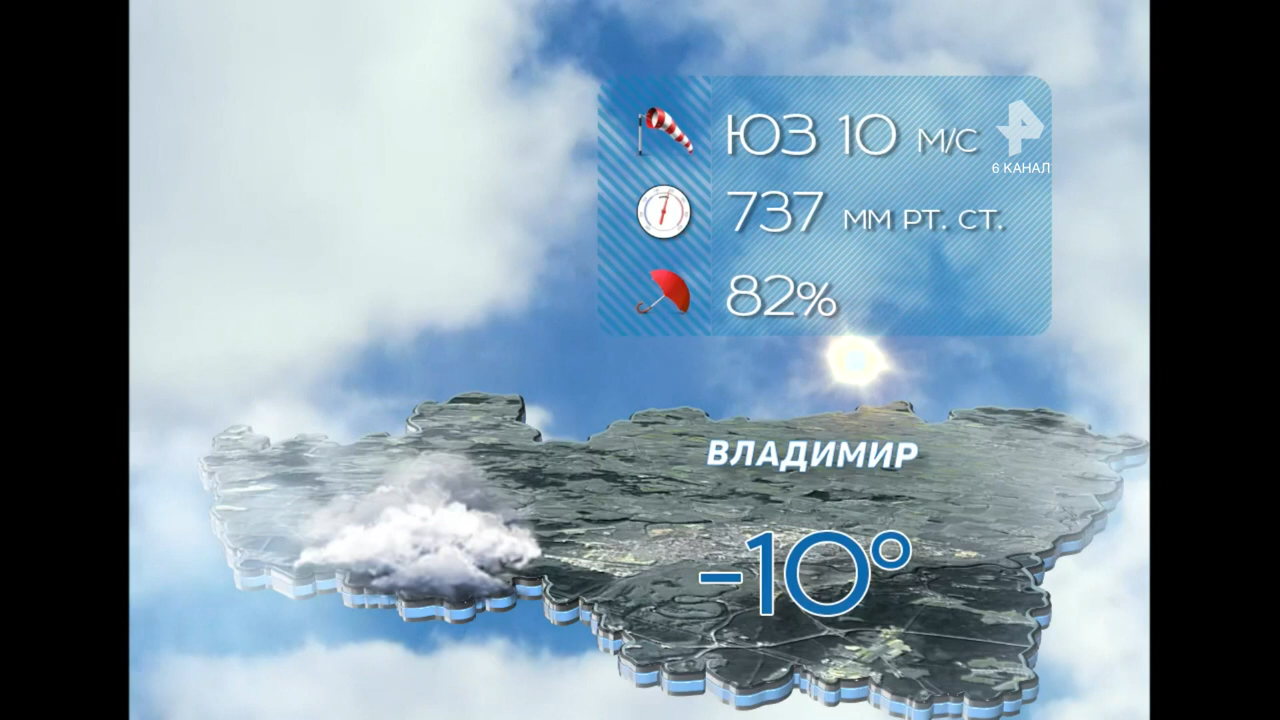 ЮЗ 10 М/С
6 КАНАЛ
737 ММ РТ. СТ.
82%
ВЛАДИМИР
-10°